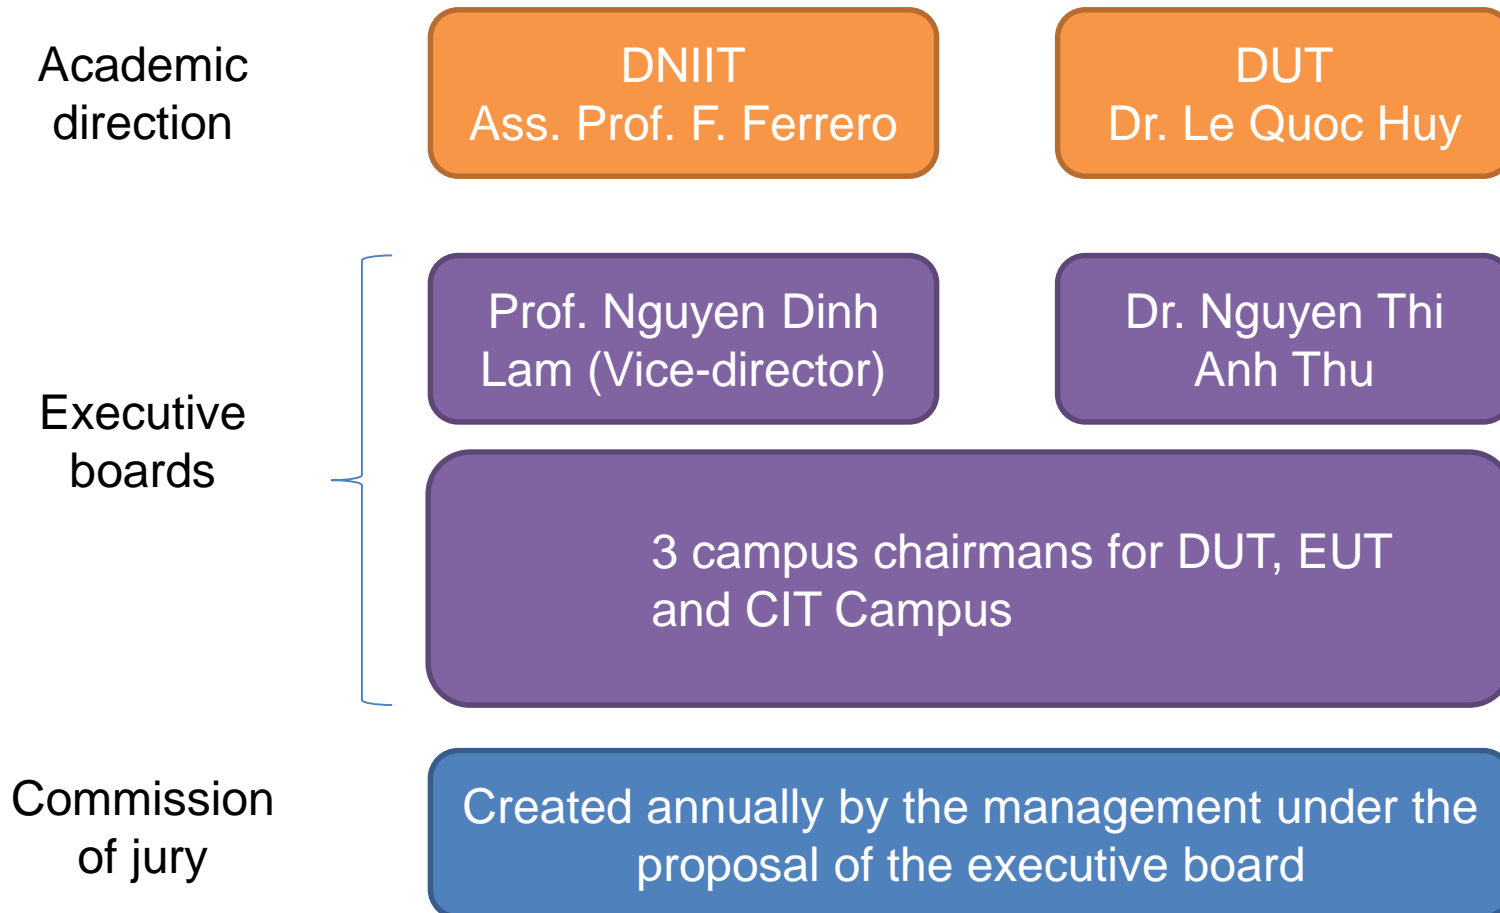 Academic
direction
DNIIT
Ass. Prof. F. Ferrero
DUT
Dr. Le Quoc Huy
Executive
boards
Prof. Nguyen Dinh
Lam (Vice-director)
Dr. Nguyen Thi
Anh Thu
3 campus chairmans for DUT, EUT
and CIT Campus
Commission
of jury
Created annually by the management under the
proposal of the executive board